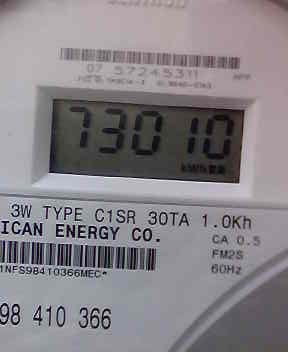 07 57245311
73010
kWh
3W TYPE C1SR 30TA 1.0Kh
ICAN ENERGY CO.
CA 0.5
FM2S
60Hz
1NFS98410366MEC*
98 410 366